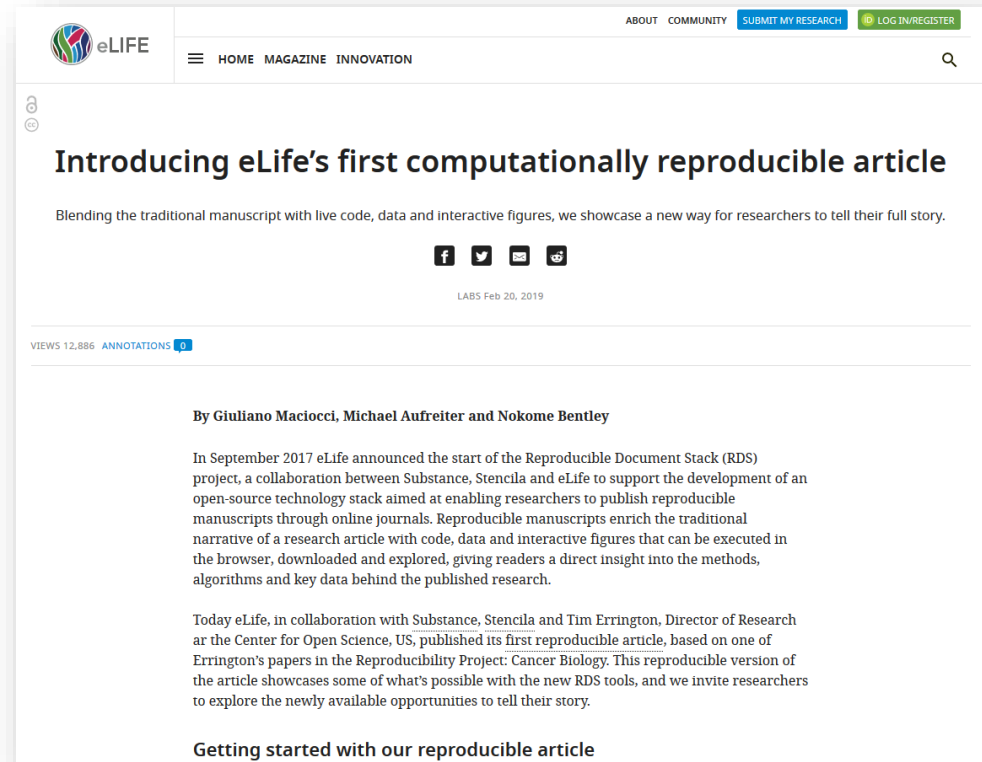 ABOUT COMMUNITY SUBMIT MY RESEARCH iD LOG IN/REGISTER
eLIFE
HOME MAGAZINE INNOVATION
cc
Introducing eLife’s first computationally reproducible article
Blending the traditional manuscript with live code, data and interactive figures, we showcase a new way for researchers to tell their full story.
LABS Feb 20, 2019
VIEWS 12,886 ANNOTATIONS 0
By Giuliano Maciocci, Michael Aufreiter and Nokome Bentley
In September 2017 eLife announced the start of the Reproducible Document Stack (RDS)
project, a collaboration between Substance, Stencila and eLife to support the development of an
open-source technology stack aimed at enabling researchers to publish reproducible
manuscripts through online journals. Reproducible manuscripts enrich the traditional
narrative of a research article with code, data and interactive figures that can be executed in
the browser, downloaded and explored, giving readers a direct insight into the methods,
algorithms and key data behind the published research.
Today eLife, in collaboration with Substance, Stencila and Tim Errington, Director of Research
ar the Center for Open Science, US, published its first reproducible article, based on one of
Errington’s papers in the Reproducibility Project: Cancer Biology. This reproducible version of
the article showcases some of what’s possible with the new RDS tools, and we invite researchers
to explore the newly available opportunities to tell their story.
Getting started with our reproducible article